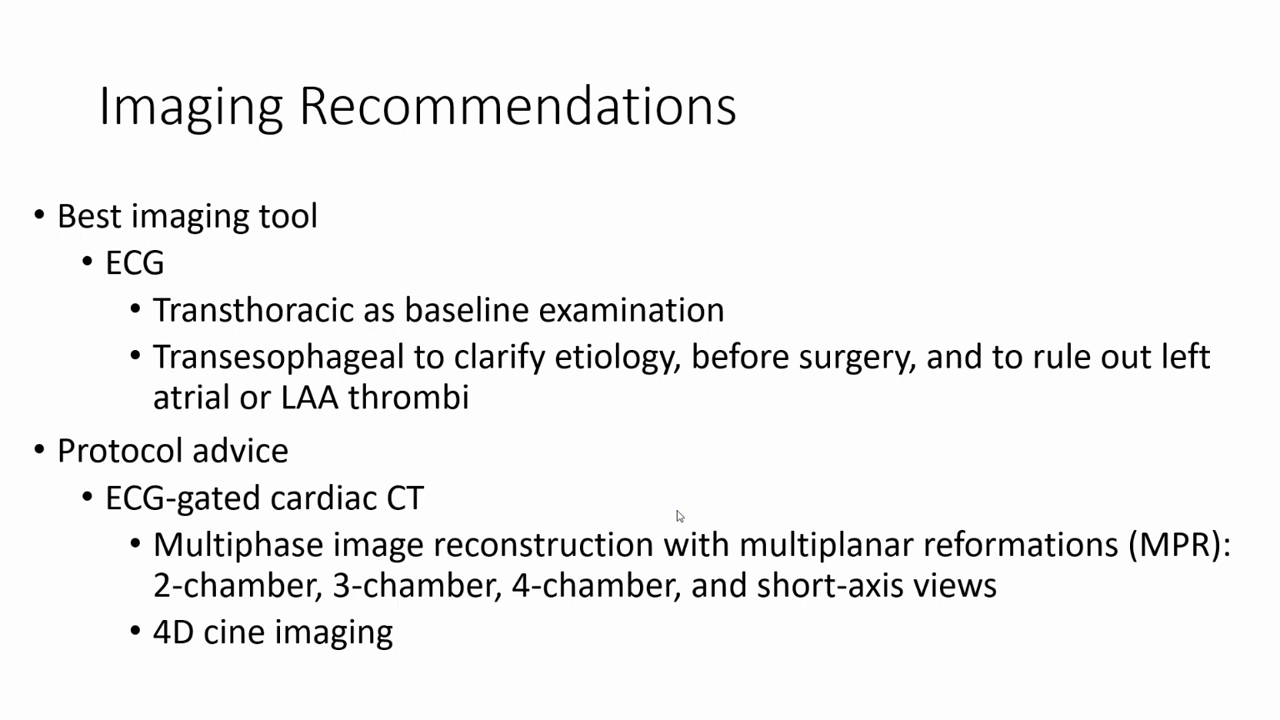 Imaging Recommendations
• Best imaging tool
• ECG
• Transthoracic as baseline examination
• Transesophageal to clarify etiology, before surgery, and to rule out left
atrial or LAA thrombi
• Protocol advice
• ECG-gated cardiac CT
• Multiphase image reconstruction with multiplanar reformations (MPR):
2-chamber, 3-chamber, 4-chamber, and short-axis views
• 4D cine imaging